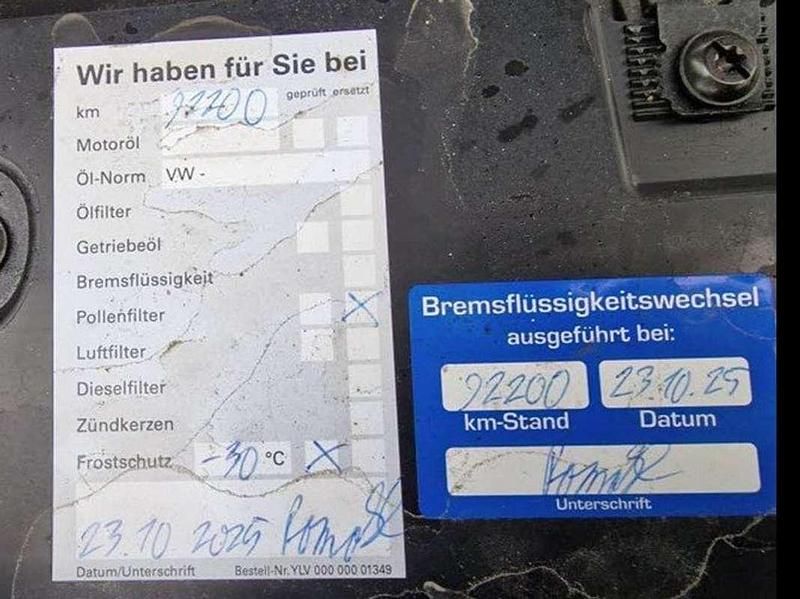 Wir haben für Sie bei
km 92200 geprüft ersetzt
Motoröl
Öl-Norm VW -
Ölfilter
Getriebeöl
Bremsflüssigkeit
Pollenfilter X
Luftfilter
Dieselfilter
Zündkerzen
Frostschutz -30 °C X
23.10.2025
Datum/Unterschrift Bestell-Nr. YLV 000 000 01349
Bremsflüssigkeitswechsel
ausgeführt bei:
92200 23.10.25
km-Stand Datum
Unterschrift